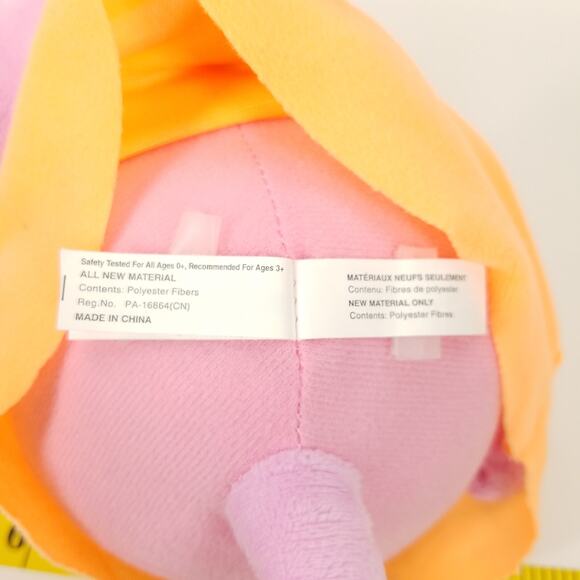 Safety Tested For All Ages 0+, Recommended For Ages 3+
ALL NEW MATERIAL
Contents: Polyester Fibers
Reg.No. PA-16864(CN)
MADE IN CHINA
MATÉRIAUX NEUFS SEULEMENT
Contenu: Fibres de polyester
NEW MATERIAL ONLY
Contents: Polyester Fibres